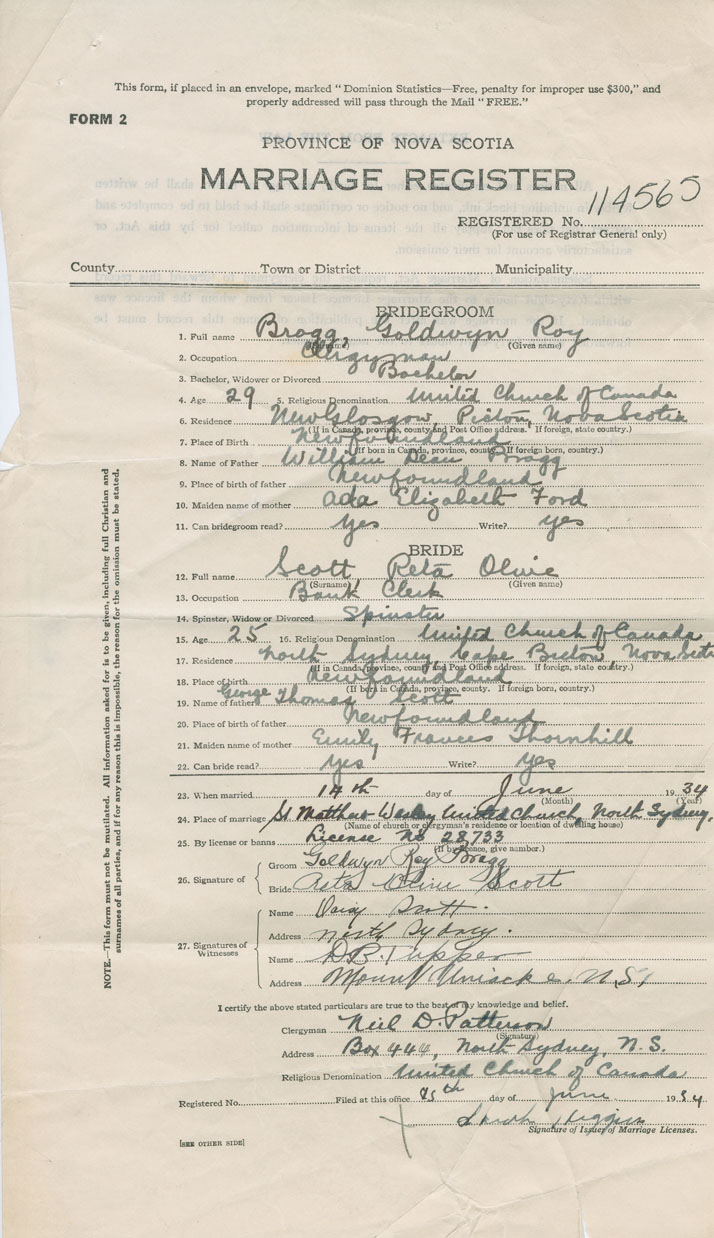 This form, if placed in an envelope, marked "Dominion Statistics—Free, penalty for improper use $300," and
properly addressed will pass through the Mail "FREE."
FORM 2
PROVINCE OF NOVA SCOTIA
MARRIAGE REGISTER
REGISTERED No. 114565
(For use of Registrar General only)
County Town or District Municipality
BRIDEGROOM
1. Full name Bragg, Goldwyn Roy
(Surname) (Given name)
2. Occupation Clergyman
3. Bachelor, Widower or Divorced Bachelor
4. Age 29 5. Religious Denomination United Church of Canada
6. Residence New Glasgow, Pictou, Nova Scotia
(If in Canada, province, county and Post Office address. If foreign, state country.)
7. Place of Birth Newfoundland
(If born in Canada, province, county. If foreign born, country.)
8. Name of Father William Dean Bragg
9. Place of birth of father Newfoundland
10. Maiden name of mother Ada Elizabeth Ford
11. Can bridegroom read? yes Write? yes
BRIDE
12. Full name Scott Reta Olive
(Surname) (Given name)
13. Occupation Bank Clerk
14. Spinster, Widow or Divorced Spinster
15. Age 25 16. Religious Denomination United Church of Canada
17. Residence North Sydney, Cape Breton, Nova Scotia
(If in Canada, province, county and Post Office address. If foreign, state country.)
18. Place of birth Newfoundland
(If born in Canada, province, county. If foreign born, country.)
19. Name of father George Thomas Scott
20. Place of birth of father Newfoundland
21. Maiden name of mother Emily Frances Thornhill
22. Can bride read? yes Write? yes
23. When married 14th day of June 1934
(Month) (Year)
24. Place of marriage St Matthew Wesley United Church, North Sydney,
(Name of church or clergyman's residence or location of dwelling house)
25. By license or banns License No 28733
(If by licence, give number.)
26. Signature of
Groom Goldwyn Roy Bragg
Bride Reta Olive Scott
27. Signatures of Witnesses
Name Scott.
Address North Sydney.
Name D.B. Tupper
Address Mount Uniacke, N.S.
I certify the above stated particulars are true to the best of my knowledge and belief.
Clergyman Neil D. Patterson
(Signature)
Address Box 444, North Sydney, N.S.
Religious Denomination United Church of Canada
Registered No. Filed at this office day of June 1934
Signature of Issuer of Marriage Licenses.
[SEE OTHER SIDE]
NOTE.—This form must not be mutilated. All information asked for is to be given, including full Christian and
surnames of all parties, and if for any reason this is impossible, the reason for the omission must be stated.